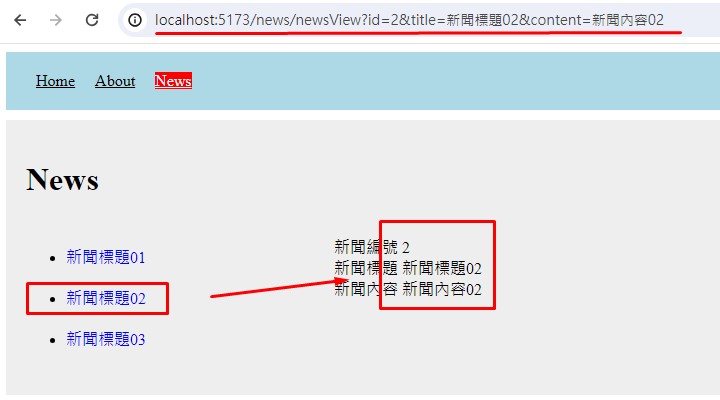 localhost:5173/news/newsView?id=2&title=新聞標題02&content=新聞內容02
Home About News
News
新聞標題01
新聞標題02
新聞標題03
新聞編號 2
新聞標題 新聞標題02
新聞內容 新聞內容02